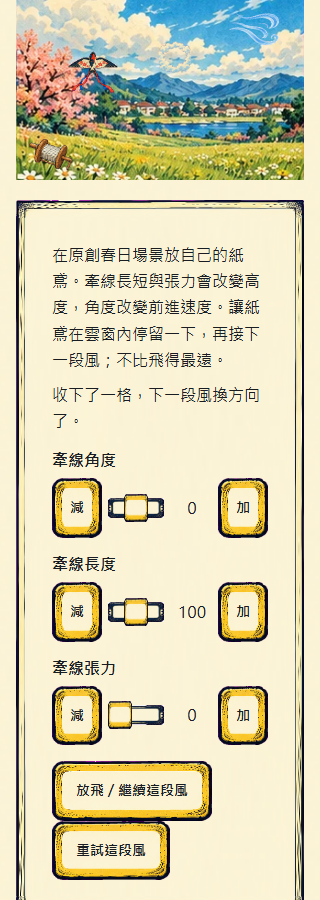 在原創春日場景放自己的紙
鳶。牽線長短與張力會改變高
度，角度改變前進速度。讓紙
鳶在雲窗內停留一下，再接下
一段風；不比飛得最遠。
收下了一格，下一段風換方向
了。
牽線角度
減 0 加
牽線長度
減 100 加
牽線張力
減 0 加
放飛 / 繼續這段風
重試這段風